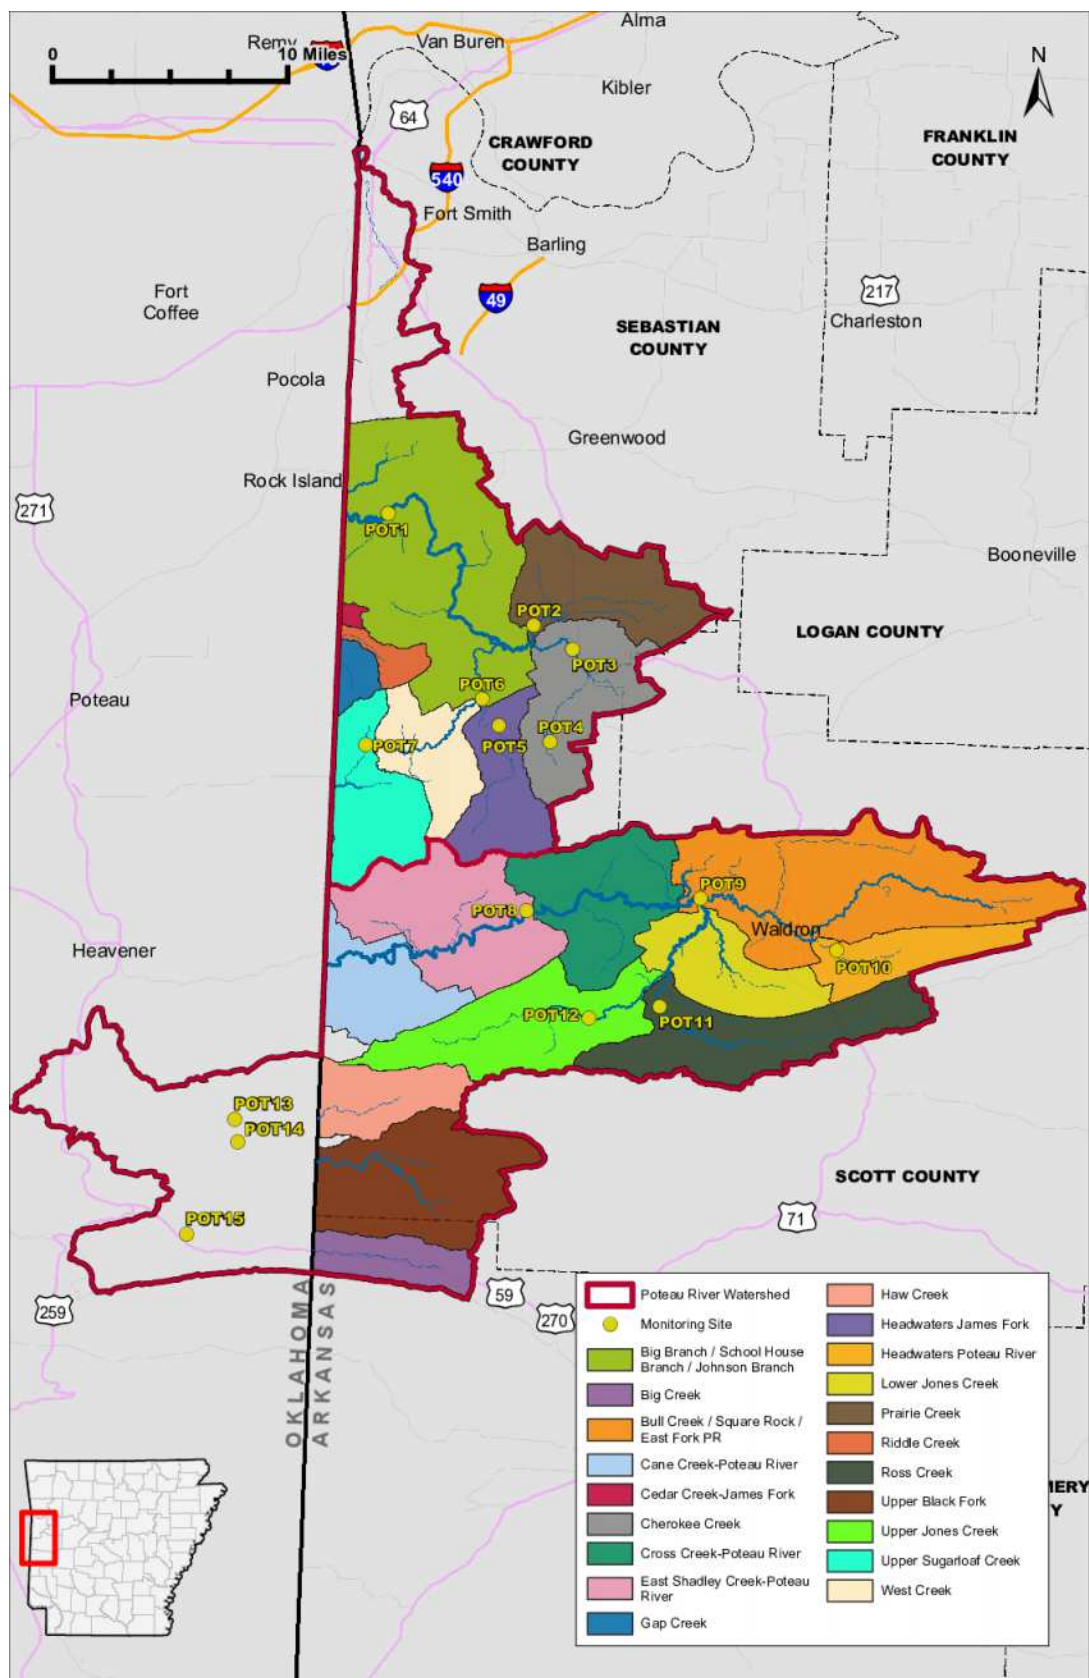 Alma
Remy
Van Buren
0
10 Miles
N
Kibler
64
CRAWFORD
COUNTY
FRANKLIN
COUNTY
540
Fort Smith
Barling
49
Fort
Coffee
217
Charleston
SEBASTIAN
COUNTY
Pocola
Greenwood
Rock Island
271
POT1
Booneville
POT2
LOGAN COUNTY
POT3
Poteau
POT6
POT4
POT7
POT5
POT9
POT8
Waldron
Heavener
POT10
POT12
POT11
POT13
POT14
SCOTT COUNTY
71
POT15
59
259
270
OKLAHOMA
ARKANSAS
Poteau River Watershed
Monitoring Site
Big Branch / School House
Branch / Johnson Branch
Big Creek
Bull Creek / Square Rock /
East Fork PR
Cane Creek-Poteau River
Cedar Creek-James Fork
Cherokee Creek
Cross Creek-Poteau River
East Shadley Creek-Poteau
River
Gap Creek
Haw Creek
Headwaters James Fork
Headwaters Poteau River
Lower Jones Creek
Prairie Creek
Riddle Creek
Ross Creek
Upper Black Fork
Upper Jones Creek
Upper Sugarloaf Creek
West Creek
MERY
Y